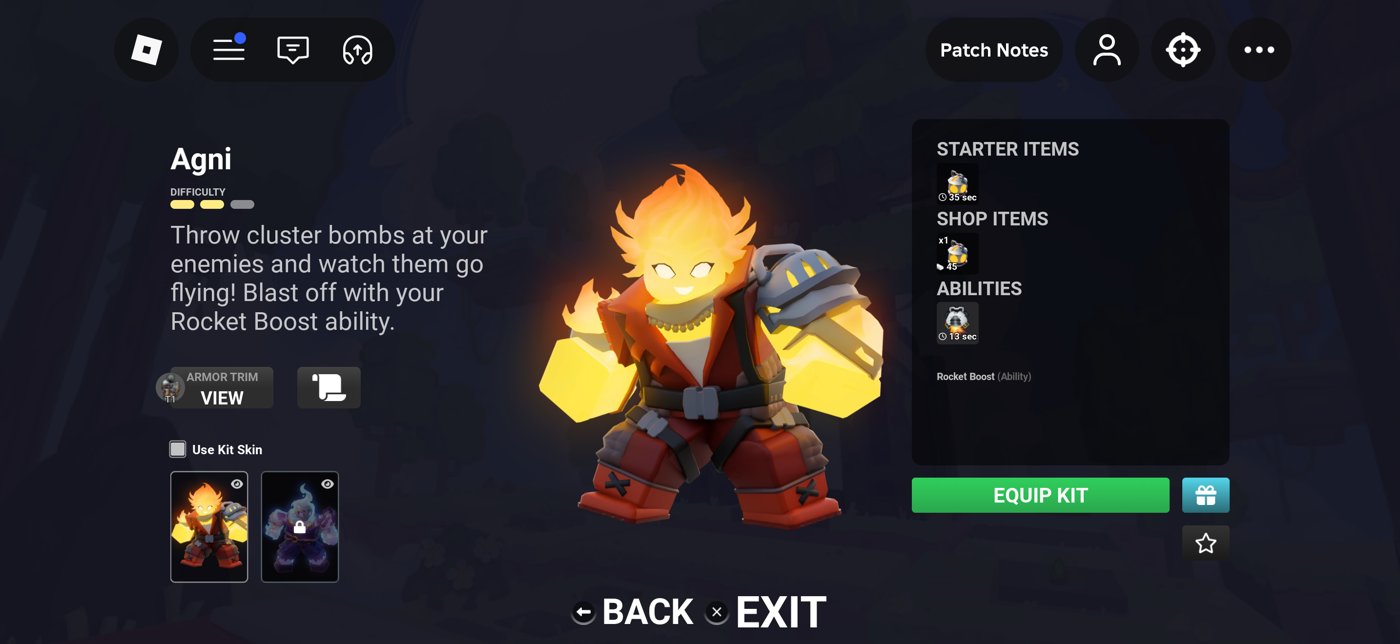 Patch Notes
Agni
DIFFICULTY
Throw cluster bombs at your
enemies and watch them go
flying! Blast off with your
Rocket Boost ability.
ARMOR TRIM
VIEW
T1
Use Kit Skin
STARTER ITEMS
35 sec
SHOP ITEMS
x1
45
ABILITIES
13 sec
Rocket Boost (Ability)
EQUIP KIT
BACK
EXIT